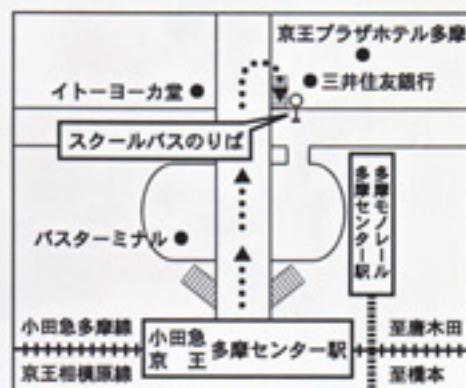 京王プラザホテル多摩
三井住友銀行
イトーヨーカ堂
スクールバスのりば
多摩モノレール
多摩センター駅
バスターミナル
小田急多摩線
小田急
京王
多摩センター駅
至唐木田
京王相模原線
至橋本